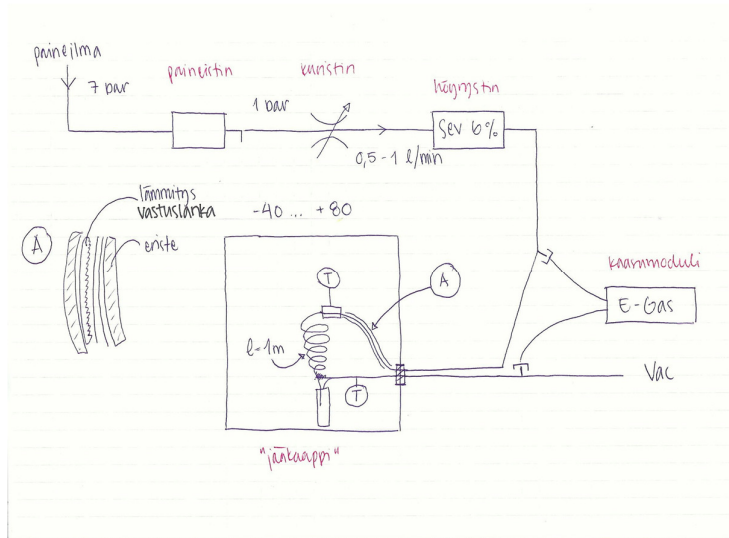 paineilma
7 bar
paineistin
1 bar
kuristin
0,5-1 l/min
höyrystin
Sev 6%
lämmitys
vastuslanka
-40 ... +80
A
eriste
T
A
l=1m
T
kaasumoduli
E-Gas
Vac
"jääkaappi"